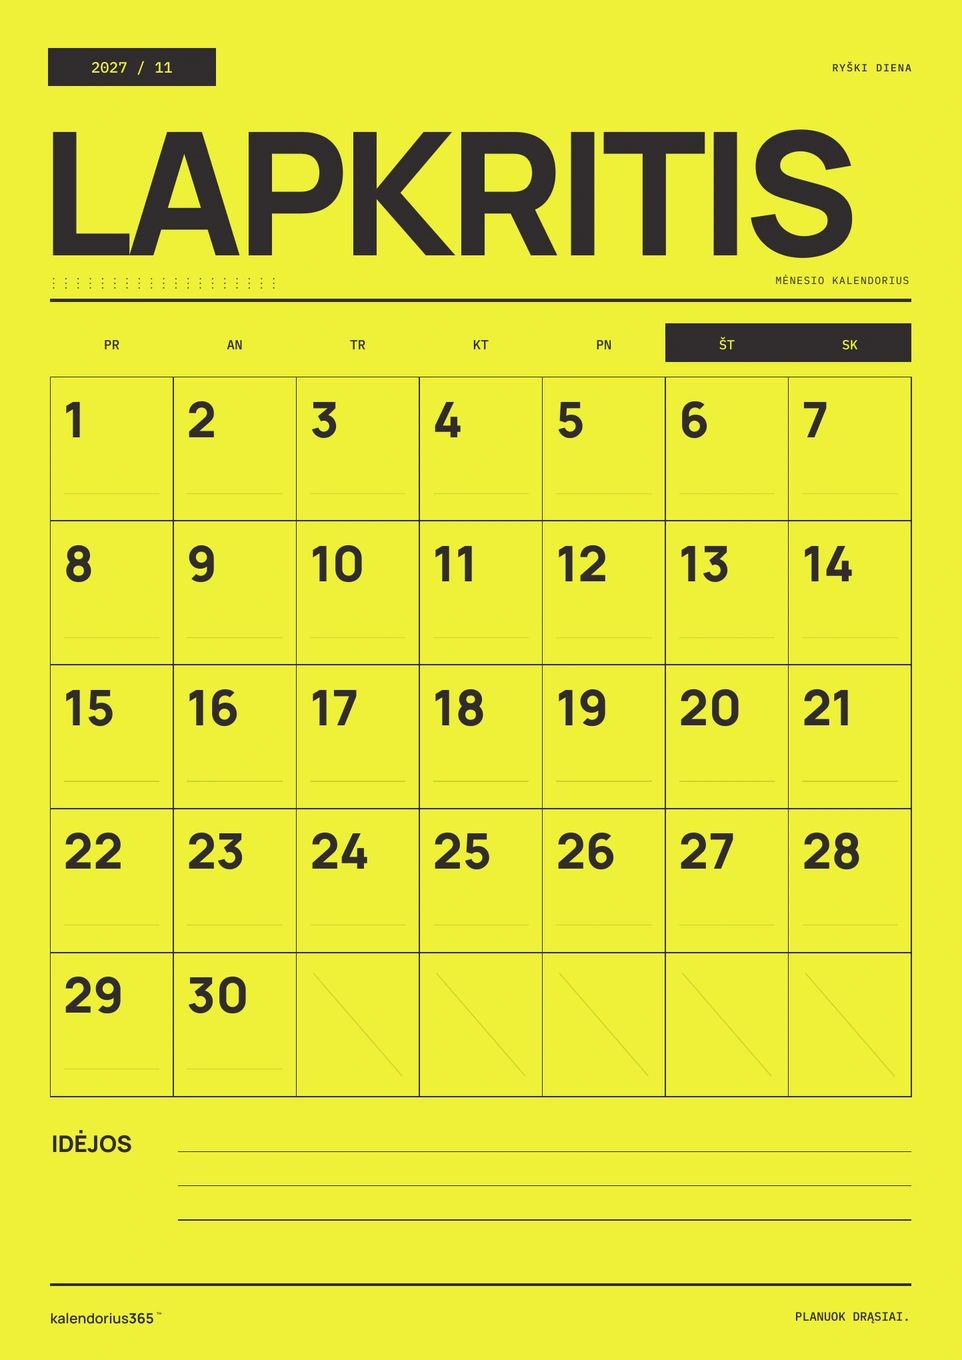 2027 / 11
RYŠKI DIENA
LAPKRITIS
MĖNESIO KALENDORIUS
PR AN TR KT PN ŠT SK
1 2 3 4 5 6 7
8 9 10 11 12 13 14
15 16 17 18 19 20 21
22 23 24 25 26 27 28
29 30
IDĖJOS
kalendorius365™
PLANUOK DRĄSIAI.